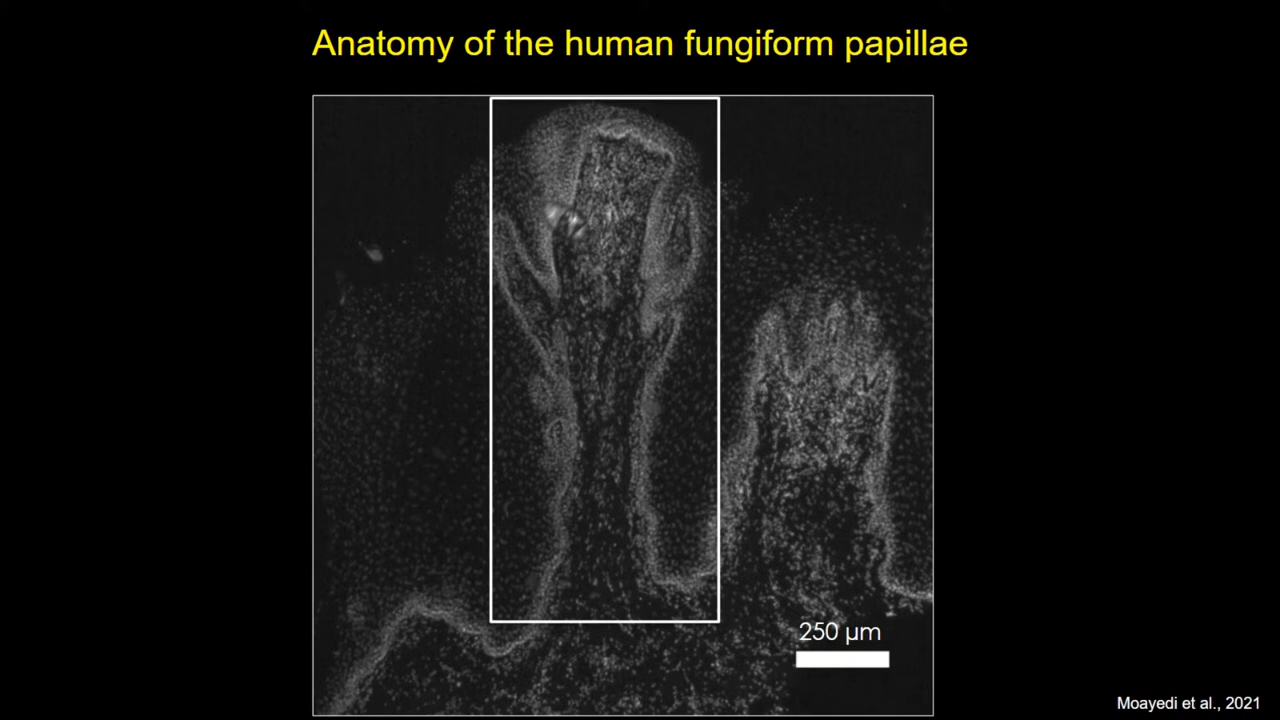 Anatomy of the human fungiform papillae
250 µm
Moayedi et al., 2021